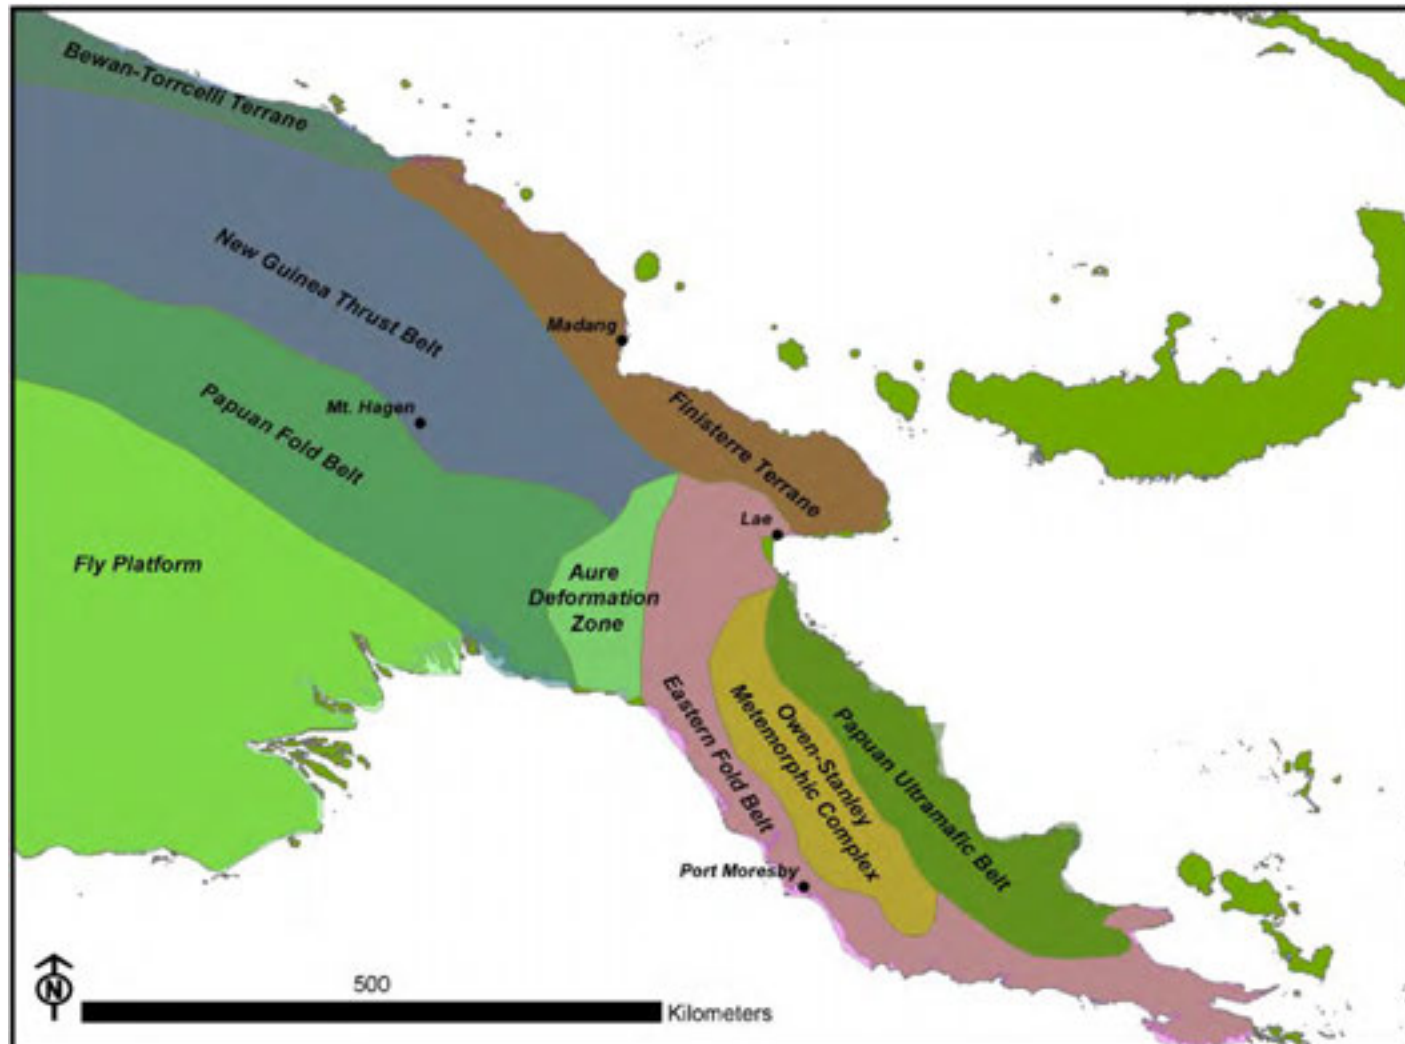 Bewan-Torrcelli Terrane
New Guinea Thrust Belt
Madang
Papuan Fold Belt
Mt. Hagen
Finisterre Terrane
Lae
Fly Platform
Aure
Deformation
Zone
Eastern Fold Belt
Owen-Stanley
Metemorphic Complex
Papuan Ultramafic Belt
Port Moresby
N
500
Kilometers